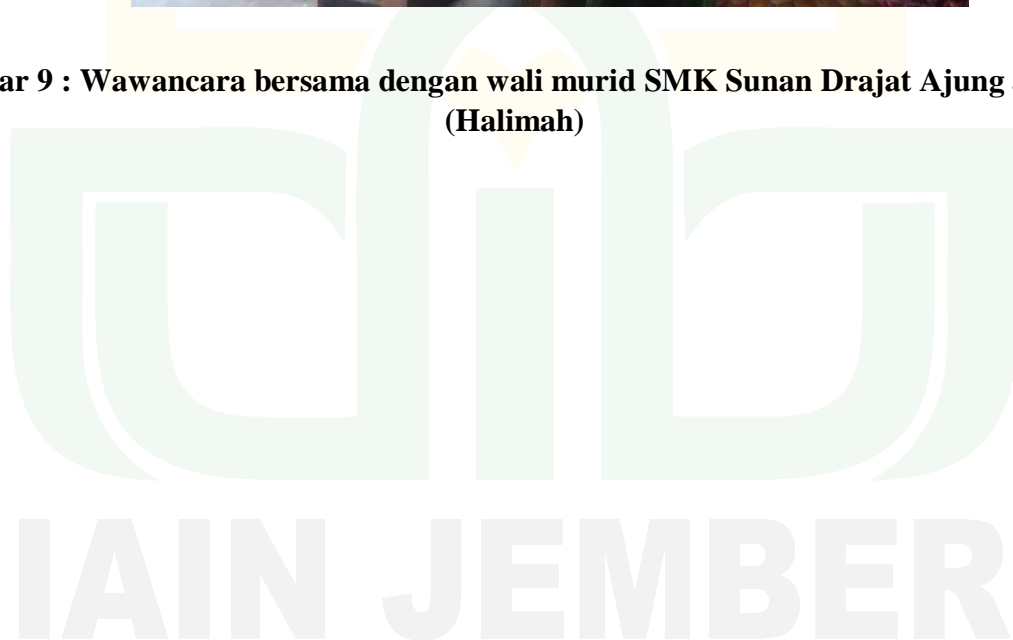 ar 9 : Wawancara bersama dengan wali murid SMK Sunan Drajat Ajung
(Halimah)
IAIN JEMBER